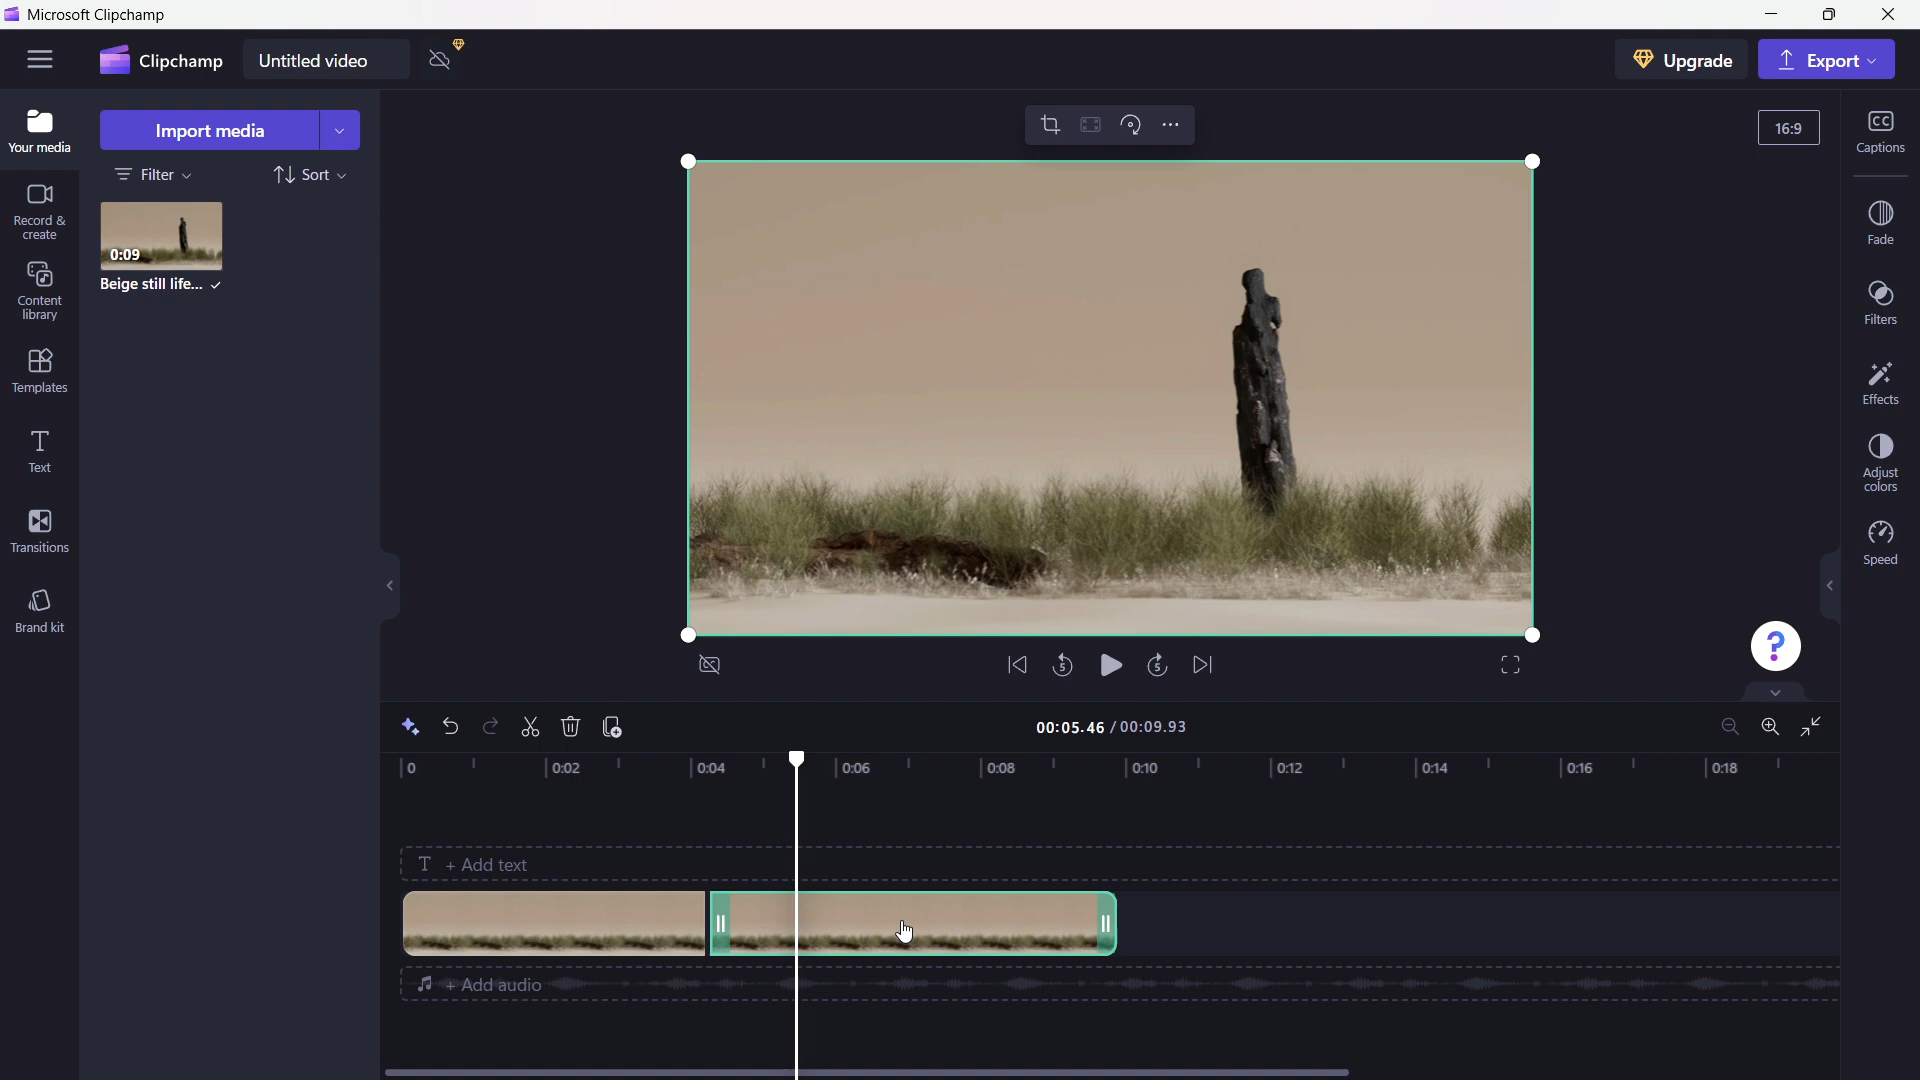 Microsoft Clipchamp
Clipchamp
Untitled video
Upgrade
Export
Your media
Import media
Filter
Sort
16:9
Captions
Record & create
0:09
Beige still life...
Fade
Content library
Filters
Templates
Effects
Text
Adjust colors
Transitions
Speed
Brand kit
5
5
?
00:05.46 / 00:09.93
0
0:02
0:04
0:06
0:08
0:10
0:12
0:14
0:16
0:18
T + Add text
+ Add audio